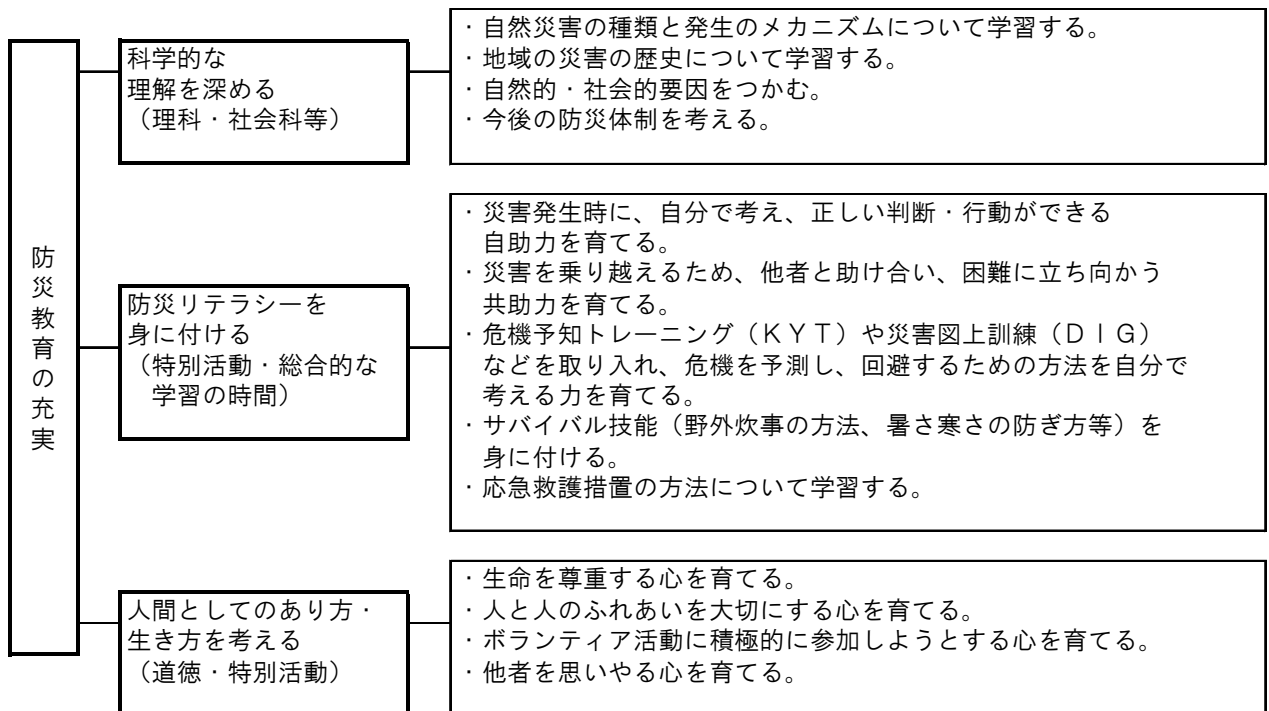 防災教育の充実
科学的な
理解を深める
(理科・社会科等)
・自然災害の種類と発生のメカニズムについて学習する。
・地域の災害の歴史について学習する。
・自然的・社会的要因をつかむ。
・今後の防災体制を考える。
防災リテラシーを
身に付ける
(特別活動・総合的な
学習の時間)
・災害発生時に、自分で考え、正しい判断・行動ができる
自助力を育てる。
・災害を乗り越えるため、他者と助け合い、困難に立ち向かう
共助力を育てる。
・危機予知トレーニング(KYT)や災害図上訓練(DIG)
などを取り入れ、危機を予測し、回避するための方法を自分で
考える力を育てる。
・サバイバル技能(野外炊事の方法、暑さ寒さの防ぎ方等)を
身に付ける。
・応急救護措置の方法について学習する。
人間としてのあり方・
生き方を考える
(道徳・特別活動)
・生命を尊重する心を育てる。
・人と人のふれあいを大切にする心を育てる。
・ボランティア活動に積極的に参加しようとする心を育てる。
・他者を思いやる心を育てる。